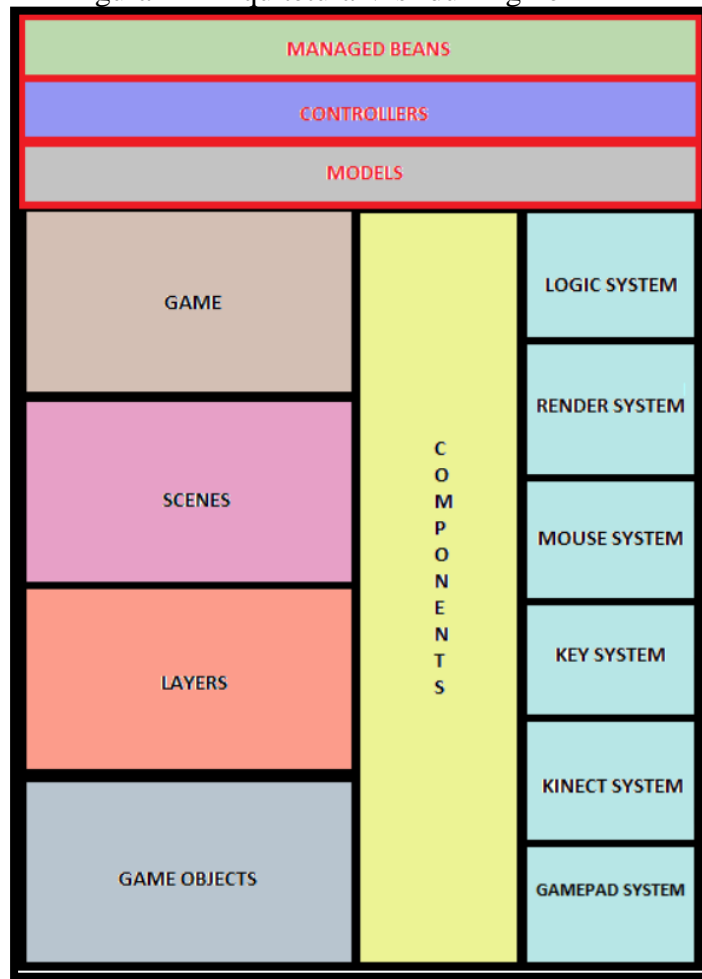 MANAGED BEANS
CONTROLLERS
MODELS
GAME
SCENES
LAYERS
GAME OBJECTS
COMPONENTS
LOGIC SYSTEM
RENDER SYSTEM
MOUSE SYSTEM
KEY SYSTEM
KINECT SYSTEM
GAMEPAD SYSTEM